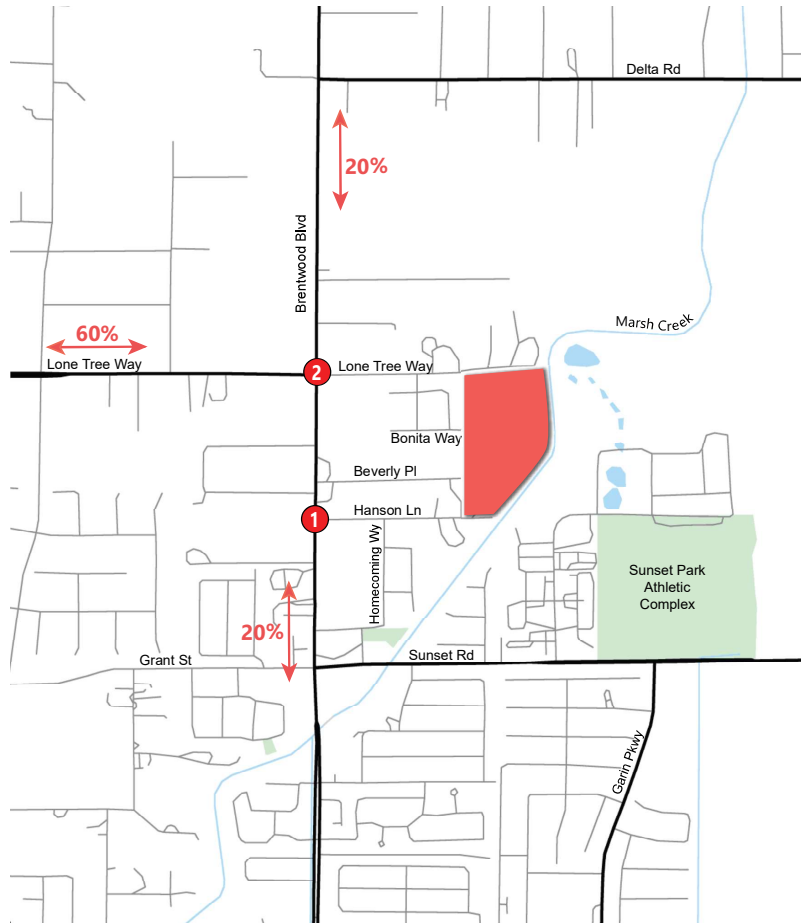 Delta Rd
20%
Brentwood Blvd
Marsh Creek
60%
Lone Tree Way
2
Lone Tree Way
Bonita Way
Beverly Pl
1
Hanson Ln
Homecoming Wy
Sunset Park
Athletic
Complex
20%
Grant St
Sunset Rd
Garin Pkwy